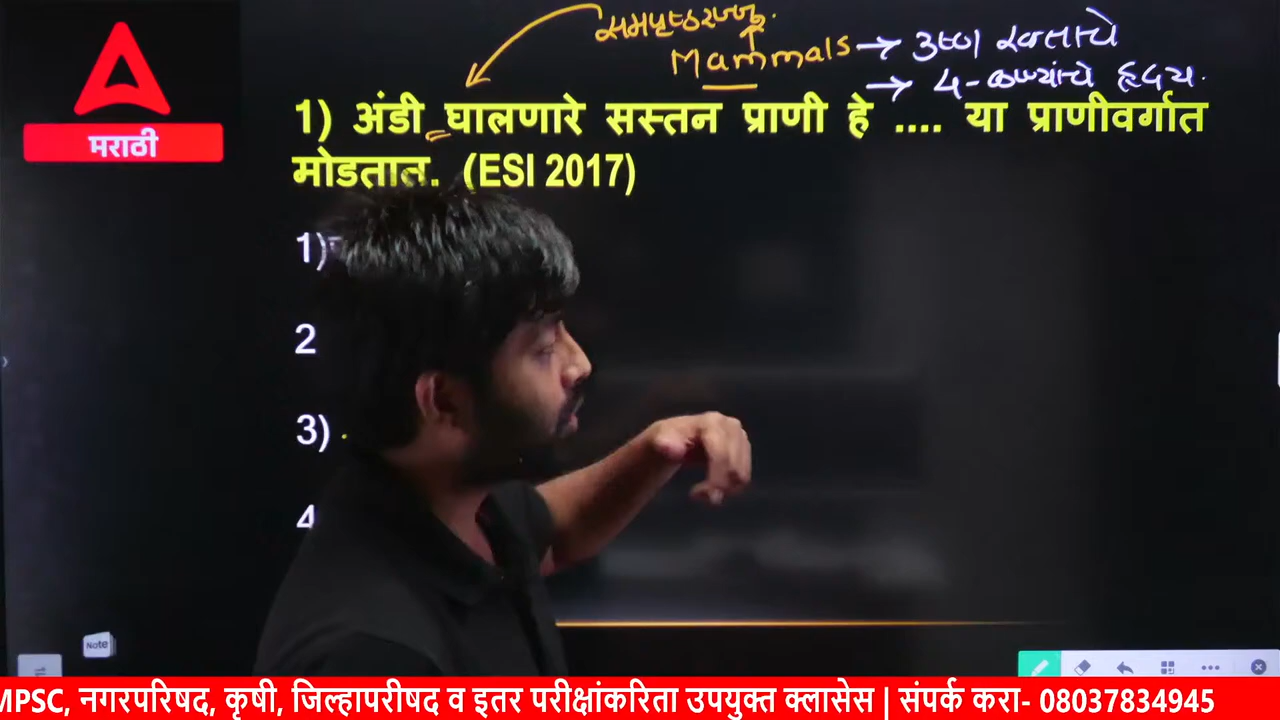 समपृष्ठरज्जू.
Mammals → उष्ण रक्ताचे
→ 4-कप्प्यांचे हृदय.
मराठी
1) अंडी घालणारे सस्तन प्राणी हे .... या प्राणीवर्गात
मोडतात. (ESI 2017)
1)
2
3)
4
Note
MPSC, नगरपरिषद, कृषी, जिल्हापरीषद व इतर परीक्षांकरिता उपयुक्त क्लासेस | संपर्क करा- 08037834945